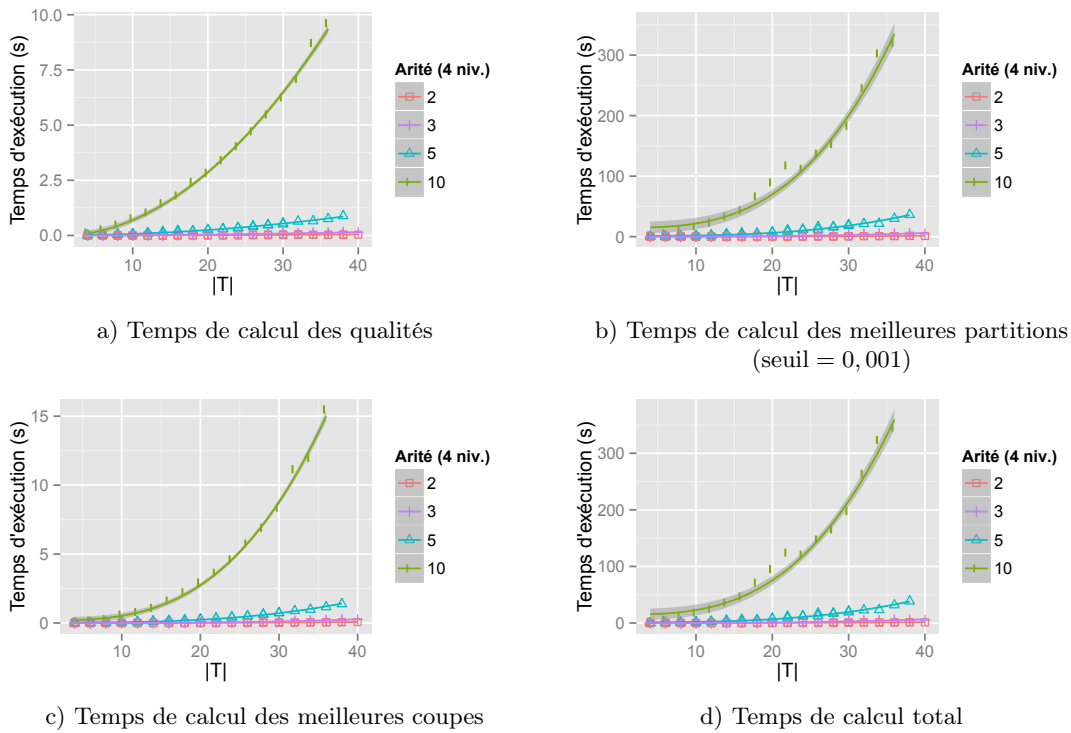 Temps d'exécution (s)
10.0
7.5
5.0
2.5
0.0
10
20
30
40
|T|
Arité (4 niv.)
2
3
5
10
a) Temps de calcul des qualités
Temps d'exécution (s)
300
200
100
0
10
20
30
40
|T|
Arité (4 niv.)
2
3
5
10
b) Temps de calcul des meilleures partitions
(seuil = 0, 001)
Temps d'exécution (s)
15
10
5
0
10
20
30
40
|T|
Arité (4 niv.)
2
3
5
10
c) Temps de calcul des meilleures coupes
Temps d'exécution (s)
300
200
100
0
10
20
30
40
|T|
Arité (4 niv.)
2
3
5
10
d) Temps de calcul total